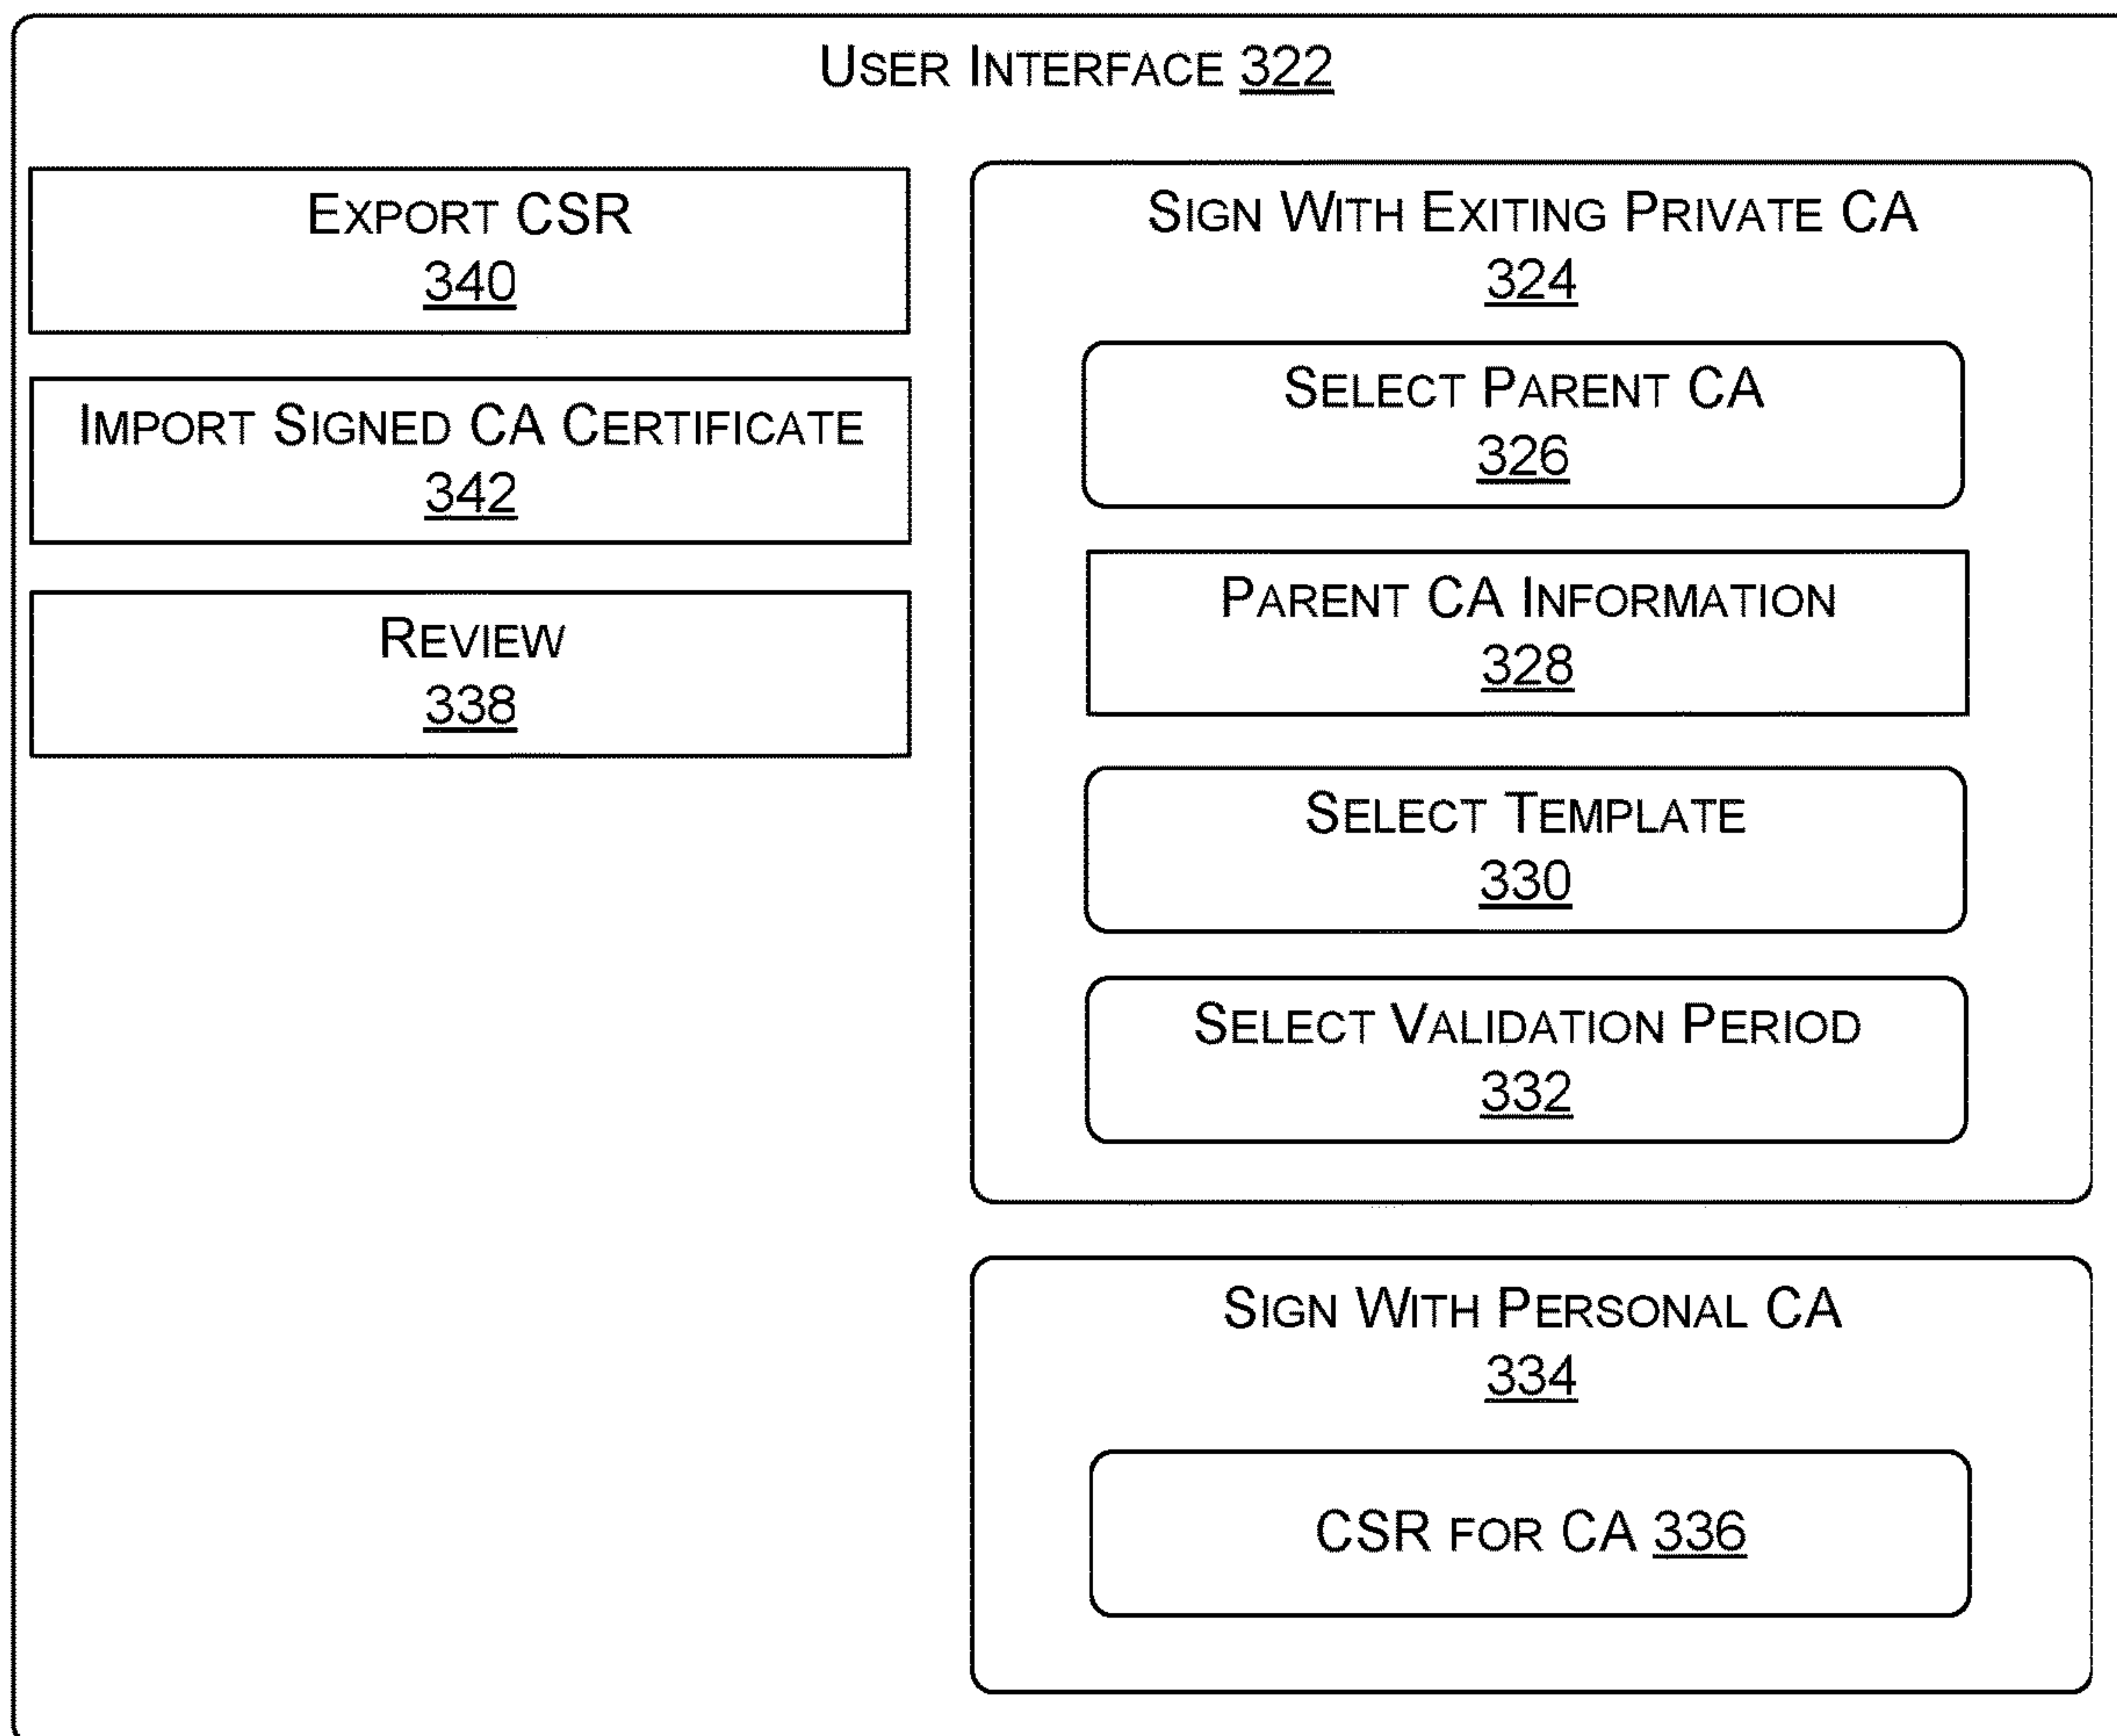 USER INTERFACE 322
EXPORT CSR
340
IMPORT SIGNED CA CERTIFICATE
342
REVIEW
338
SIGN WITH EXITING PRIVATE CA
324
SELECT PARENT CA
326
PARENT CA INFORMATION
328
SELECT TEMPLATE
330
SELECT VALIDATION PERIOD
332
SIGN WITH PERSONAL CA
334
CSR FOR CA 336